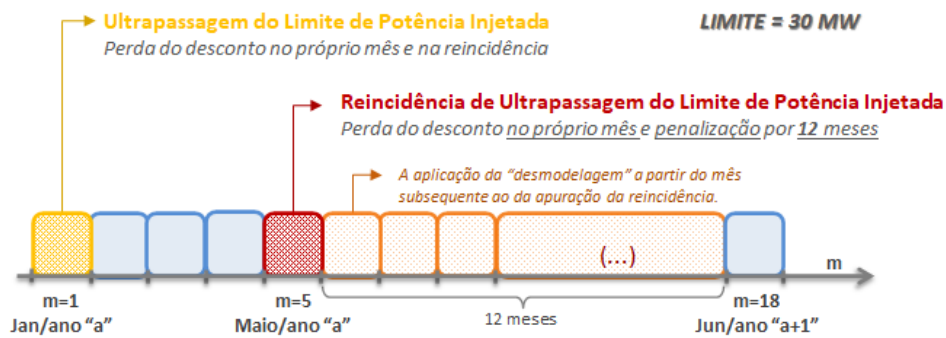 Ultrapassagem do Limite de Potência Injetada
LIMITE = 30 MW
Perda do desconto no próprio mês e na reincidência
Reincidência de Ultrapassagem do Limite de Potência Injetada
Perda do desconto no próprio mês e penalização por 12 meses
A aplicação da “desmodelagem” a partir do mês
subsequente ao da apuração da reincidência.
(...)
m
m=1
m=5
12 meses
m=18
Jan/ano “a”
Maio/ano “a”
Jun/ano “a+1”